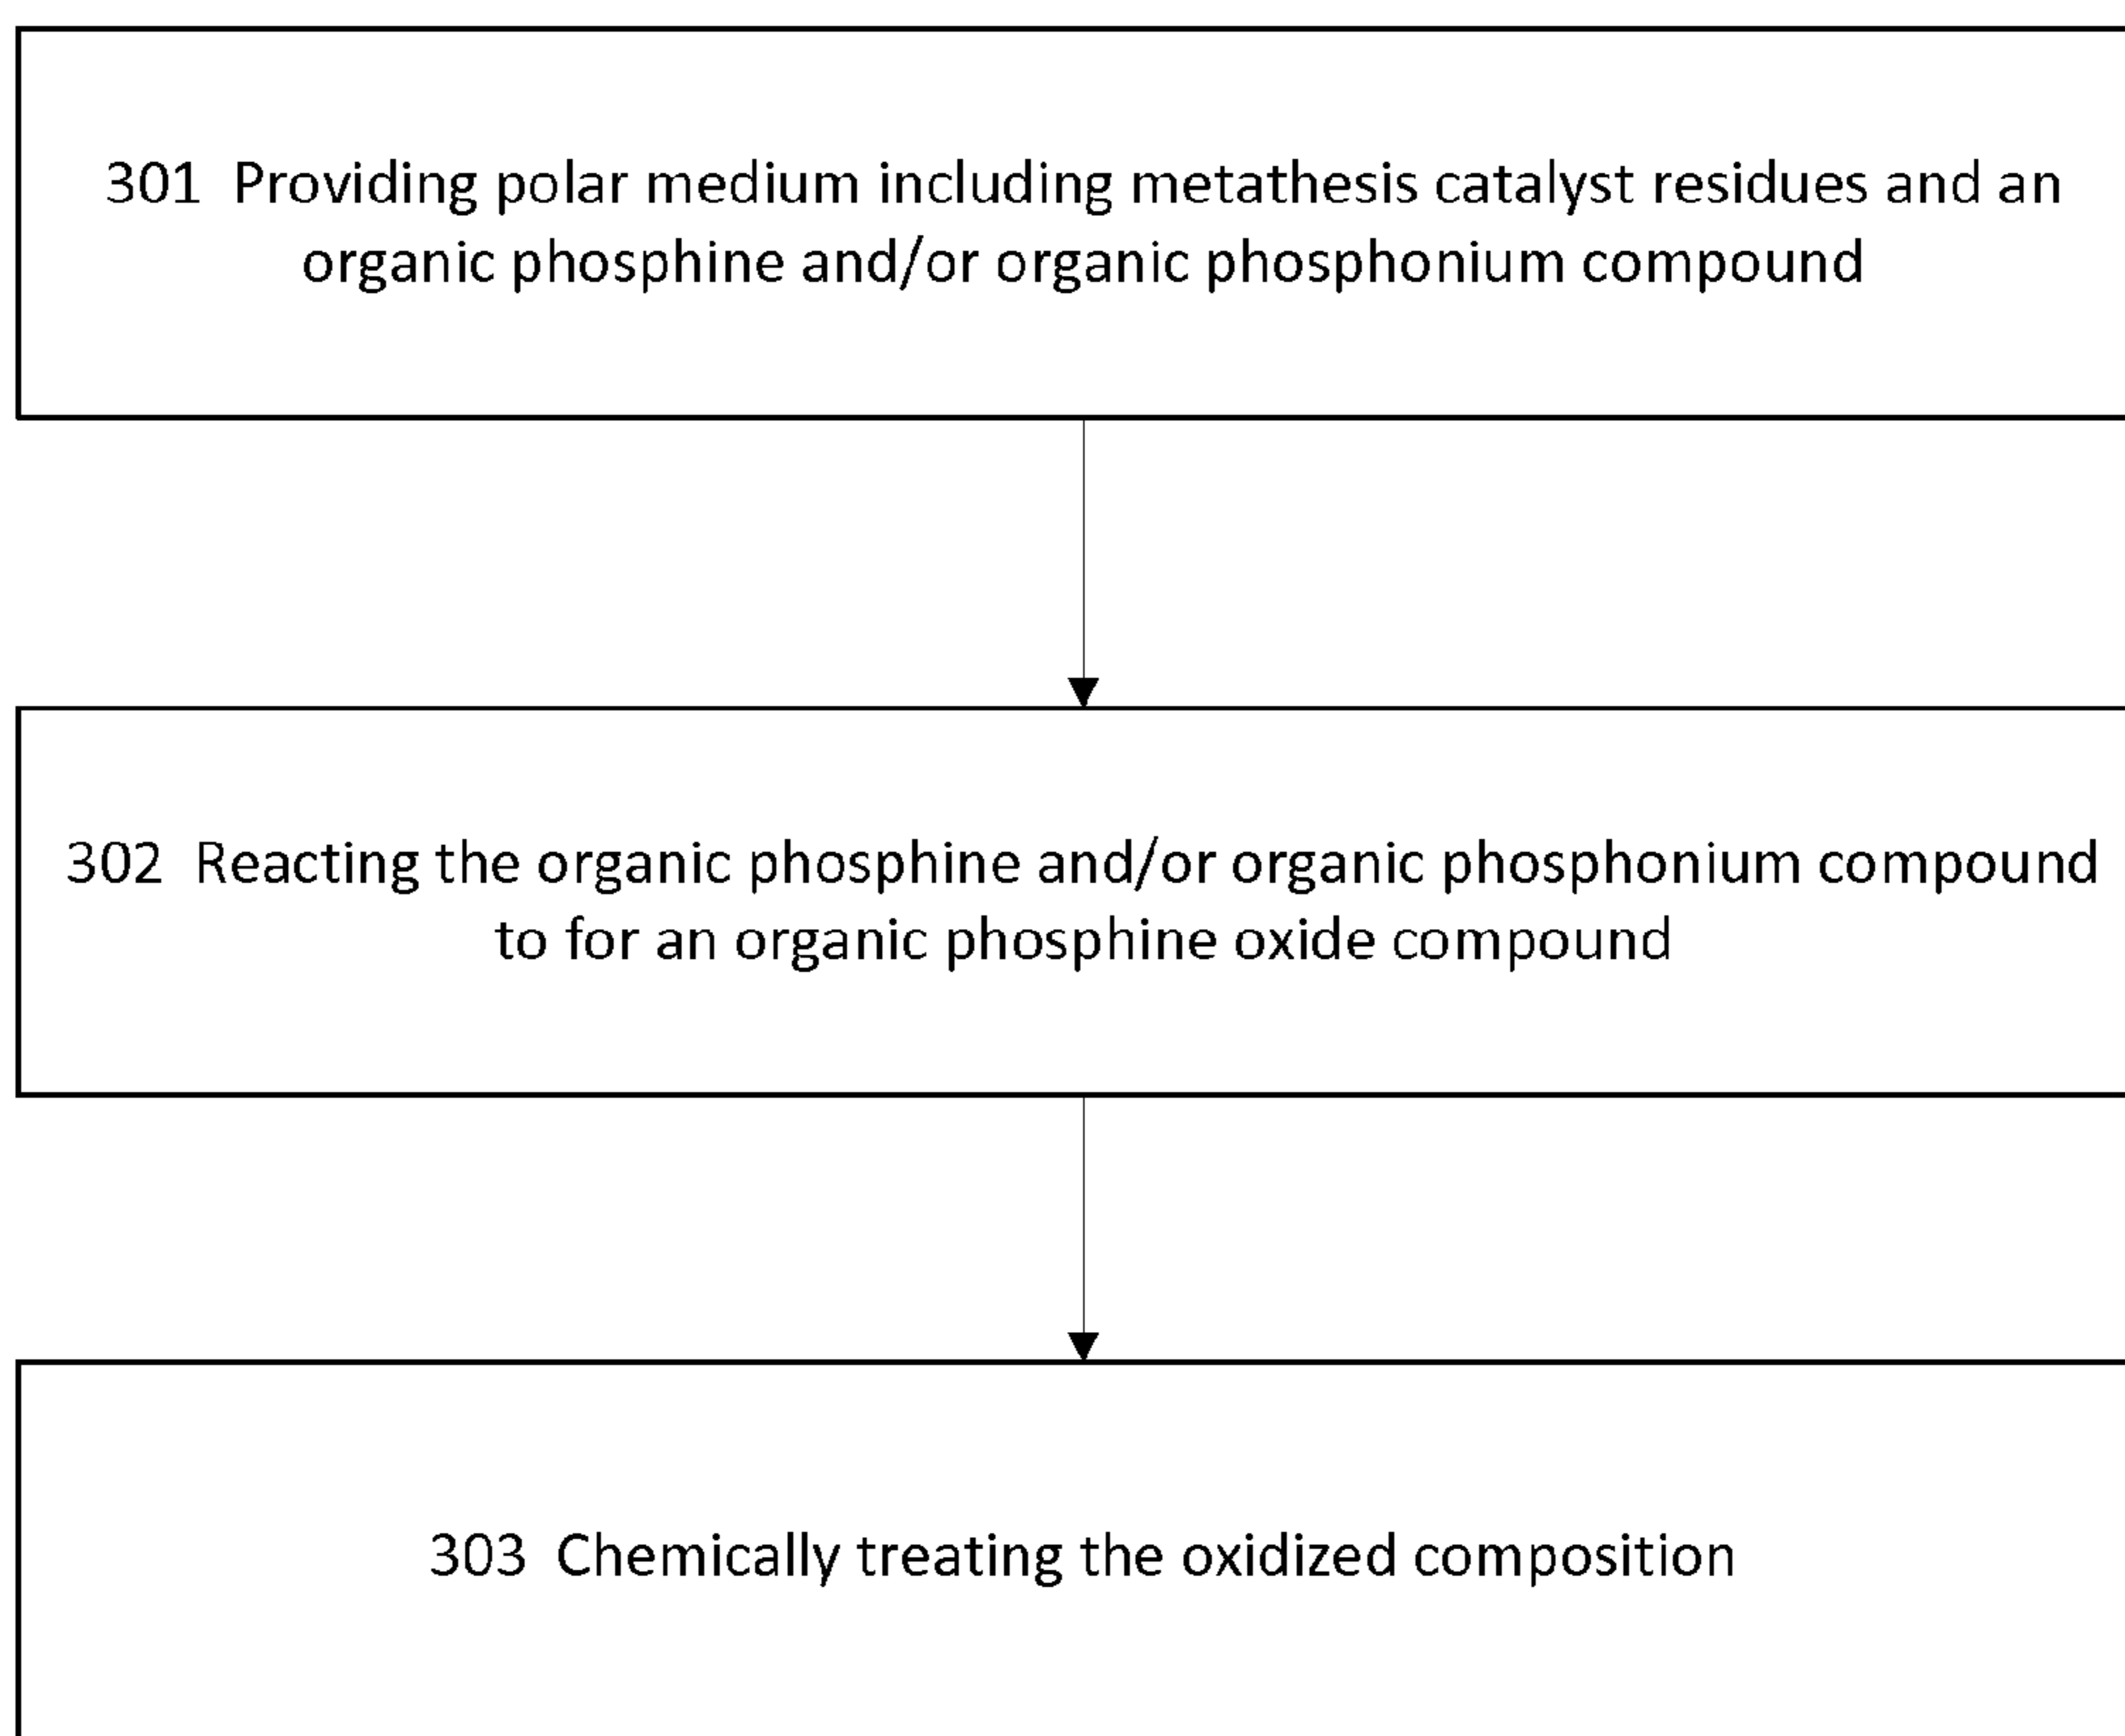 301 Providing polar medium including metathesis catalyst residues and an
organic phosphine and/or organic phosphonium compound
302 Reacting the organic phosphine and/or organic phosphonium compound
to for an organic phosphine oxide compound
303 Chemically treating the oxidized composition